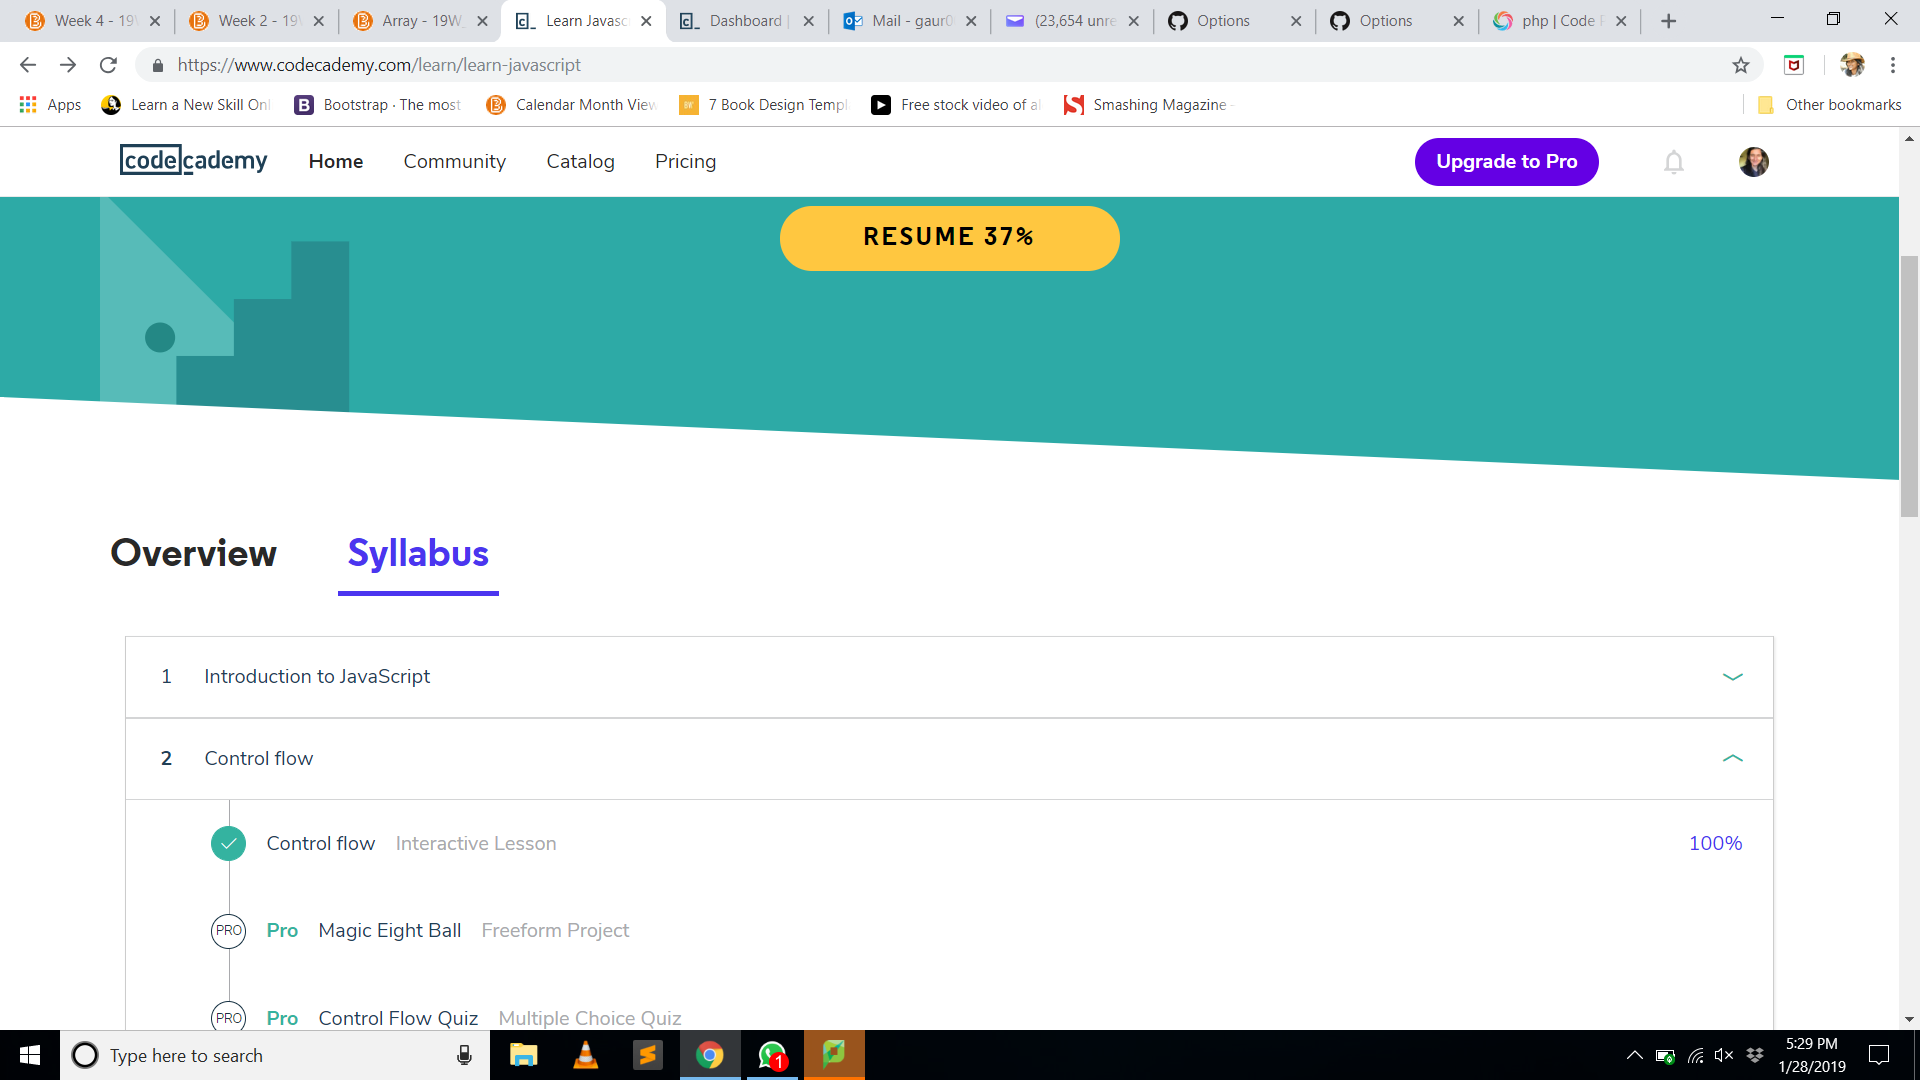 Week 4 - 19
Week 2 - 19
Array - 19W
Learn Javasc
Dashboard
Mail - gaur0
(23,654 unre
Options
Options
php | Code
https://www.codecademy.com/learn/learn-javascript
Apps
Learn a New Skill Onl
Bootstrap · The most
Calendar Month View
BW
7 Book Design Templ
Free stock video of al
Smashing Magazine -
Other bookmarks
codecademy
Home
Community
Catalog
Pricing
Upgrade to Pro
RESUME 37%
Overview
Syllabus
1 Introduction to JavaScript
2 Control flow
Control flow Interactive Lesson 100%
PRO Pro Magic Eight Ball Freeform Project
PRO Pro Control Flow Quiz Multiple Choice Quiz
Type here to search
1
5:29 PM
1/28/2019